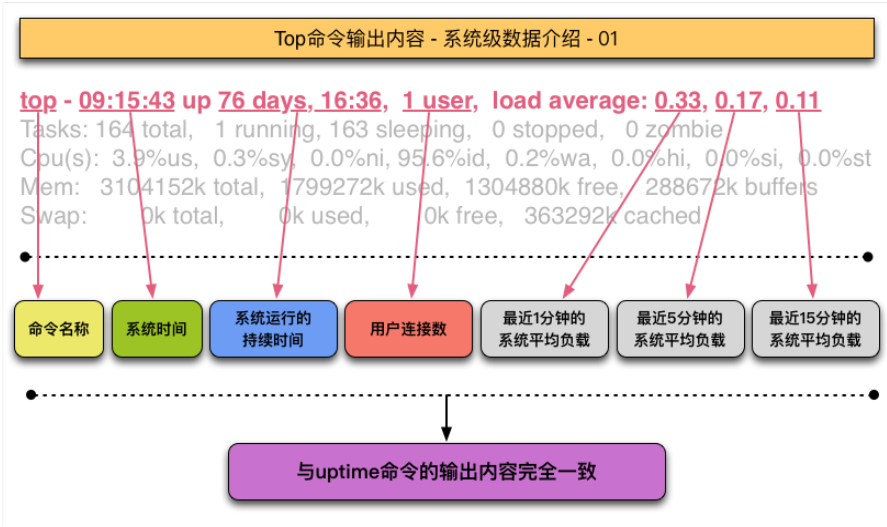 Top命令输出内容 - 系统级数据介绍 - 01
top - 09:15:43 up 76 days, 16:36,  1 user,  load average: 0.33, 0.17, 0.11
Tasks: 164 total,   1 running, 163 sleeping,   0 stopped,   0 zombie
Cpu(s):  3.9%us,  0.3%sy,  0.0%ni, 95.6%id,  0.2%wa,  0.0%hi,  0.0%si,  0.0%st
Mem:   3104152k total,  1799272k used,  1304880k free,   288672k buffers
Swap:        0k total,        0k used,        0k free,   363292k cached
命令名称
系统时间
系统运行的
持续时间
用户连接数
最近1分钟的
系统平均负载
最近5分钟的
系统平均负载
最近15分钟的
系统平均负载
与uptime命令的输出内容完全一致